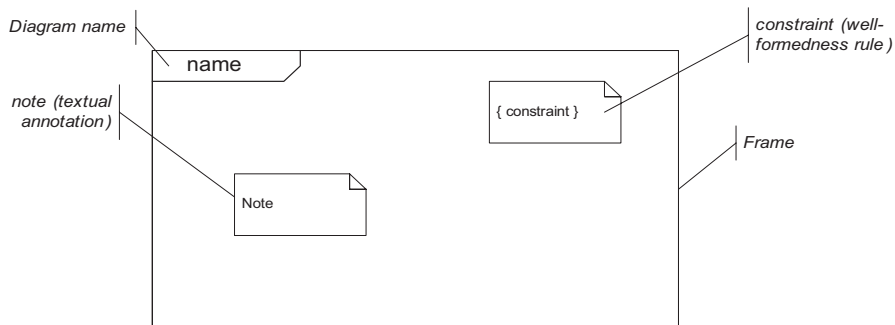 Diagram name
constraint (well-
formedness rule )
name
note (textual
annotation )
{ constraint }
Frame
Note